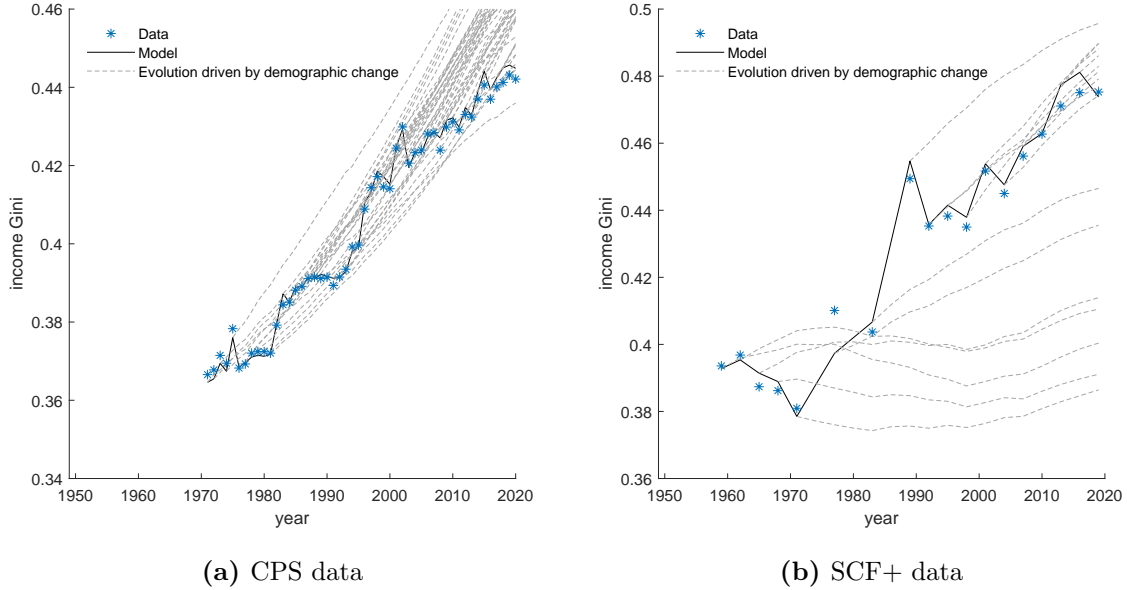 0.46
0.44
0.42
0.4
0.38
0.36
0.34
income Gini
Data
Model
Evolution driven by demographic change
1950 1960 1970 1980 1990 2000 2010 2020
year
(a) CPS data
0.5
0.48
0.46
0.44
0.42
0.4
0.38
0.36
income Gini
Data
Model
Evolution driven by demographic change
1950 1960 1970 1980 1990 2000 2010 2020
year
(b) SCF+ data